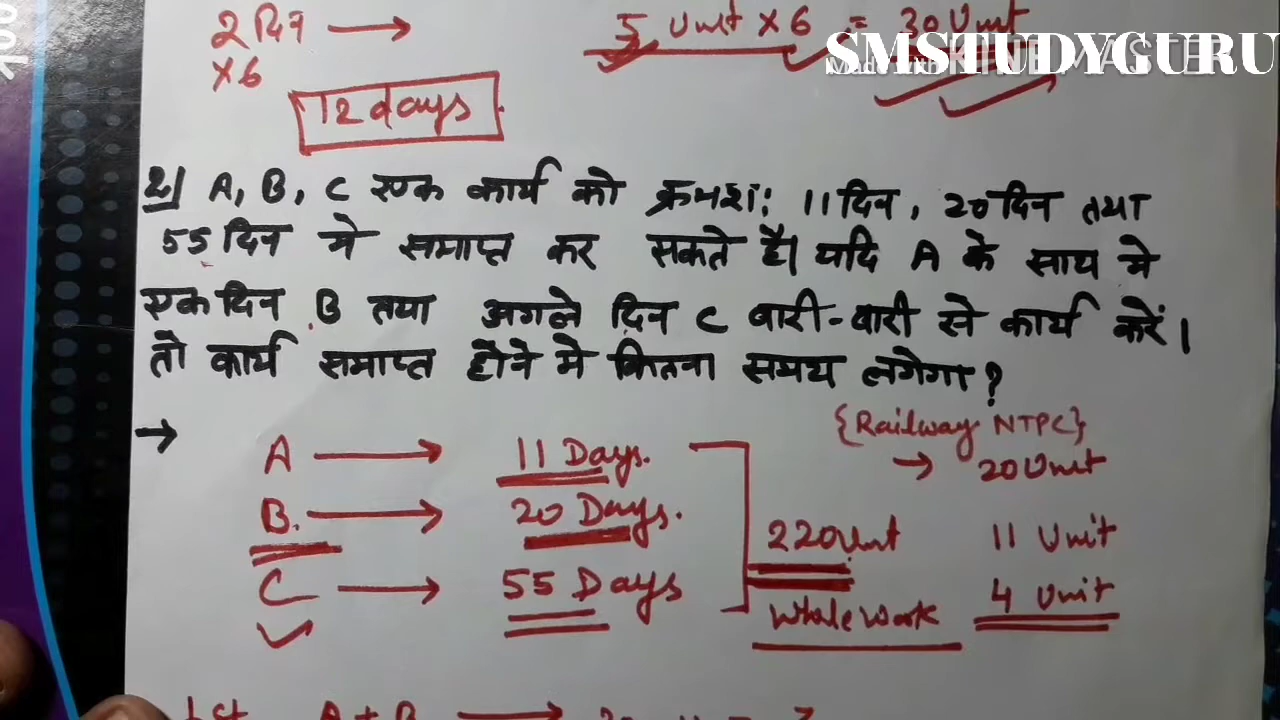 2 दिन → 5 Unit × 6 = 30 Unit
×6
SMSTUDYGURU
12 days
2) A, B, C एक कार्य को क्रमश: 11 दिन, 20 दिन तथा
55 दिन मे समाप्त कर सकते है। यदि A के साथ मे
एक दिन B तथा अगले दिन C बारी-बारी से कार्य करें।
तो कार्य समाप्त होने मे कितना समय लगेगा?
{Railway NTPC}
→ A → 11 Days. → 20 Unit
B. → 20 Days. 220 Unit 11 Unit
C → 55 Days Whole Work 4 Unit
1st A + B →